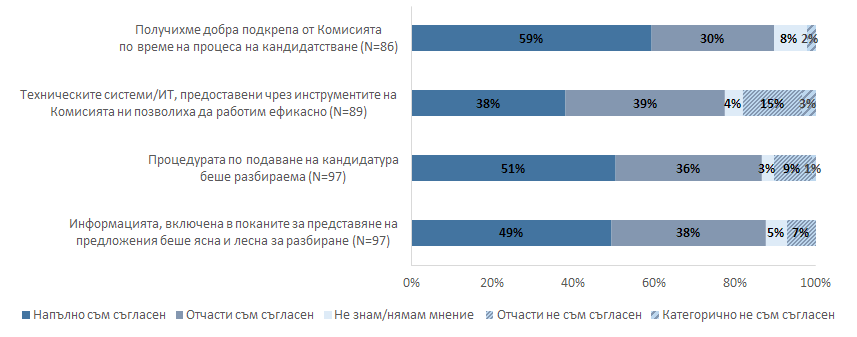 Получихме добра подкрепа от Комисията
по време на процеса на кандидатстване (N=86)
59% 30% 8% 2%
Техническите системи/ИТ, предоставени чрез инструментите на
Комисията ни позволиха да работим ефикасно (N=89)
38% 39% 4% 15% 3%
Процедурата по подаване на кандидатура
беше разбираема (N=97)
51% 36% 3% 9% 1%
Информацията, включена в поканите за представяне на
предложения беше ясна и лесна за разбиране (N=97)
49% 38% 5% 7%
0% 20% 40% 60% 80% 100%
Напълно съм съгласен Отчасти съм съгласен Не знам/нямам мнение Отчасти не съм съгласен Категорично не съм съгласен